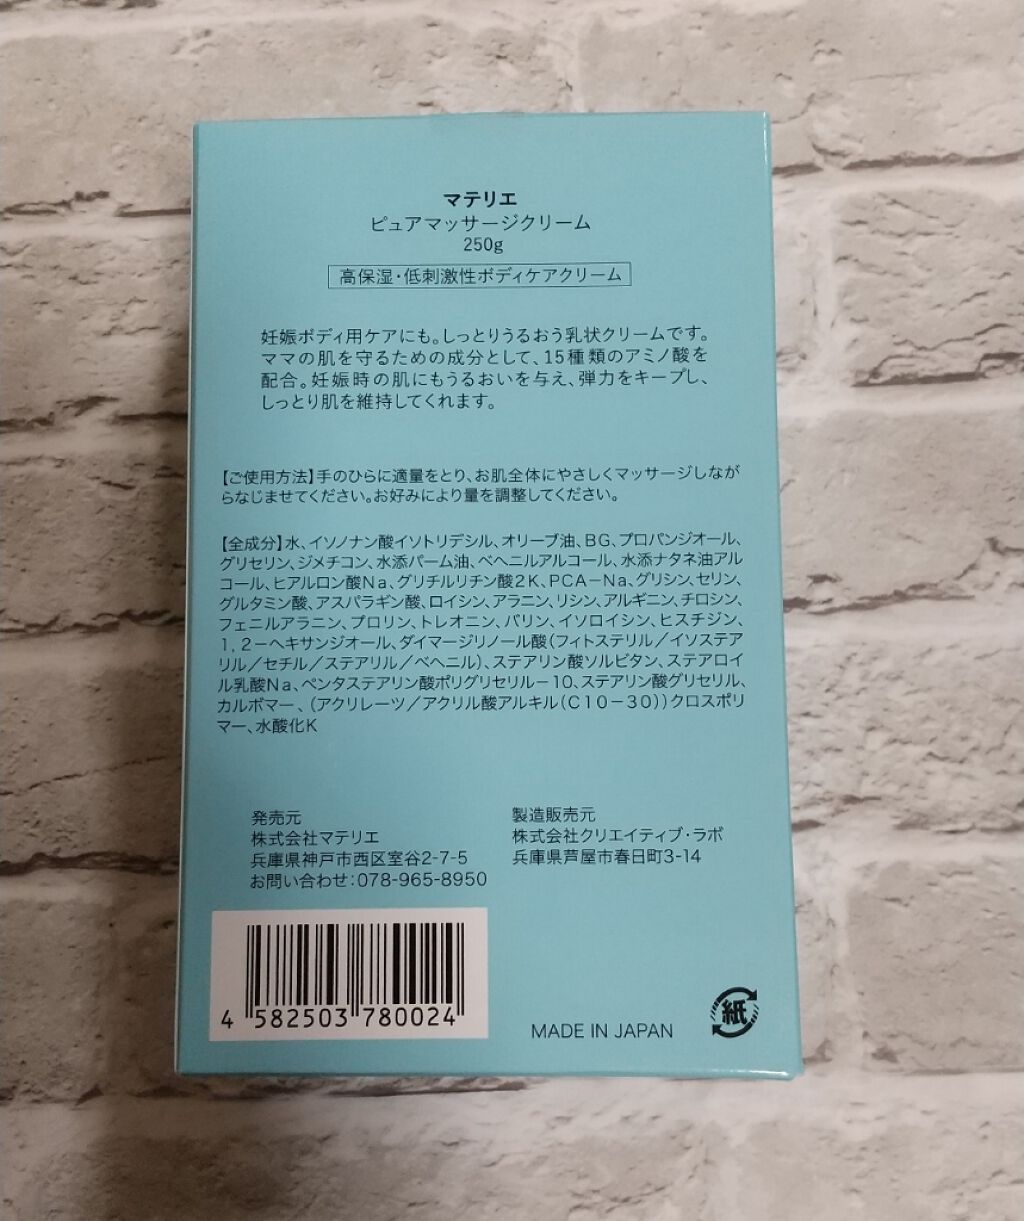 マテリエ
ピュアマッサージクリーム
250g
高保湿・低刺激性ボディケアクリーム
妊娠ボディ用ケアにも。しっとりうるおう乳状クリームです。
ママの肌を守るための成分として、15種類のアミノ酸を
配合。妊娠時の肌にもうるおいを与え、弾力をキープし、
しっとり肌を維持してくれます。
【ご使用方法】手のひらに適量をとり、お肌全体にやさしくマッサージしなが
らなじませてください。お好みにより量を調整してください。
【全成分】水、イソノナン酸イソトリデシル、オリーブ油、BG、プロパンジオール、
グリセリン、ジメチコン、水添パーム油、ベヘニルアルコール、水添ナタネ油アル
コール、ヒアルロン酸Na、グリチルリチン酸2K、PCA－Na、グリシン、セリン、
グルタミン酸、アスパラギン酸、ロイシン、アラニン、リシン、アルギニン、チロシン、
フェニルアラニン、プロリン、トレオニン、バリン、イソロイシン、ヒスチジン、
1,2－ヘキサンジオール、ダイマージリノール酸（フィトステリル／イソステア
リル／セチル／ステアリル／ベヘニル）、ステアリン酸ソルビタン、ステアロイ
ル乳酸Na、ペンタステアリン酸ポリグリセリル－10、ステアリン酸グリセリル、
カルボマー、（アクリレーツ／アクリル酸アルキル（C10－30））クロスポリ
マー、水酸化K
発売元
株式会社マテリエ
兵庫県神戸市西区室谷2-7-5
お問い合わせ：078-965-8950
製造販売元
株式会社クリエイティブ・ラボ
兵庫県芦屋市春日町3-14
4 582503 780024
MADE IN JAPAN
紙